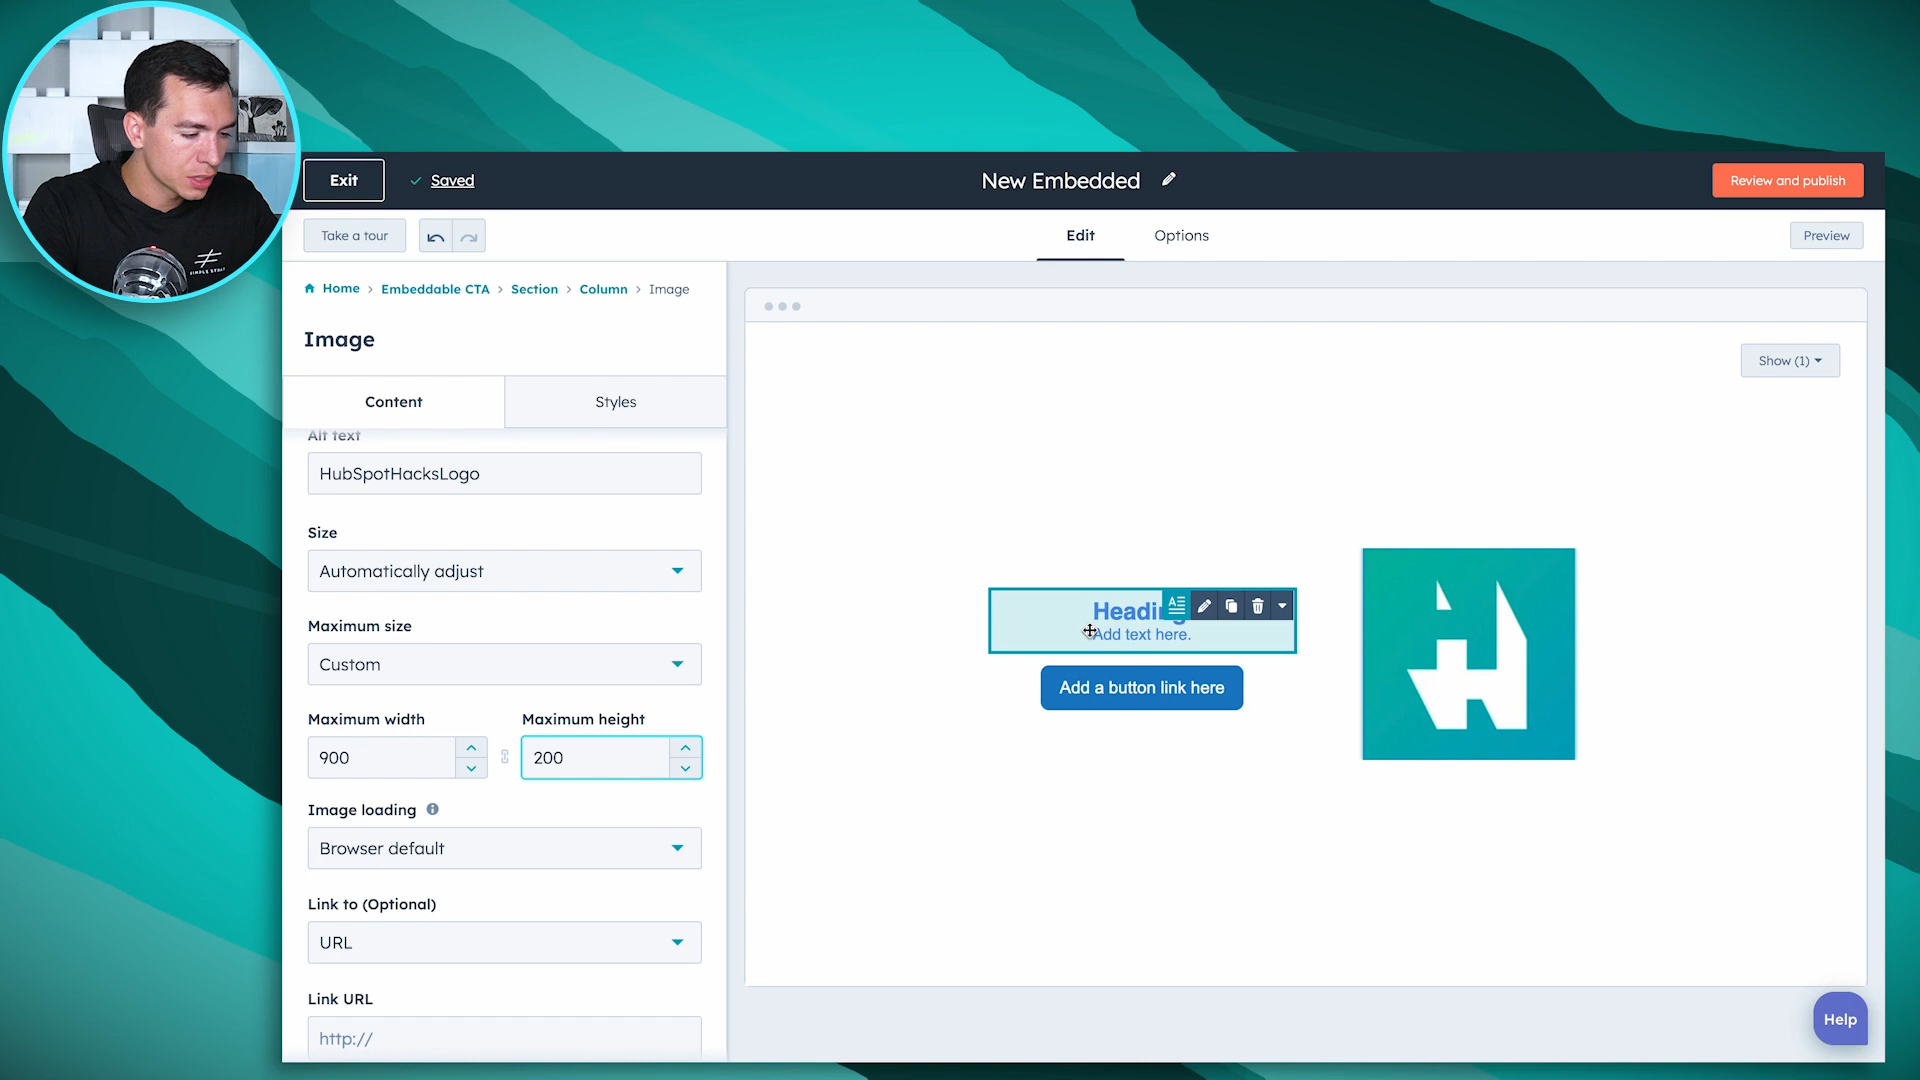 Exit
Saved
New Embedded
Review and publish
Take a tour
Edit
Options
Preview
Home > Embeddable CTA > Section > Column > Image
Image
Content
Styles
Alt text
HubSpotHacksLogo
Size
Automatically adjust
Maximum size
Custom
Maximum width
Maximum height
900
200
Image loading
Browser default
Link to (Optional)
URL
Link URL
http://
Show (1)
Heading
Add text here.
Add a button link here
Help